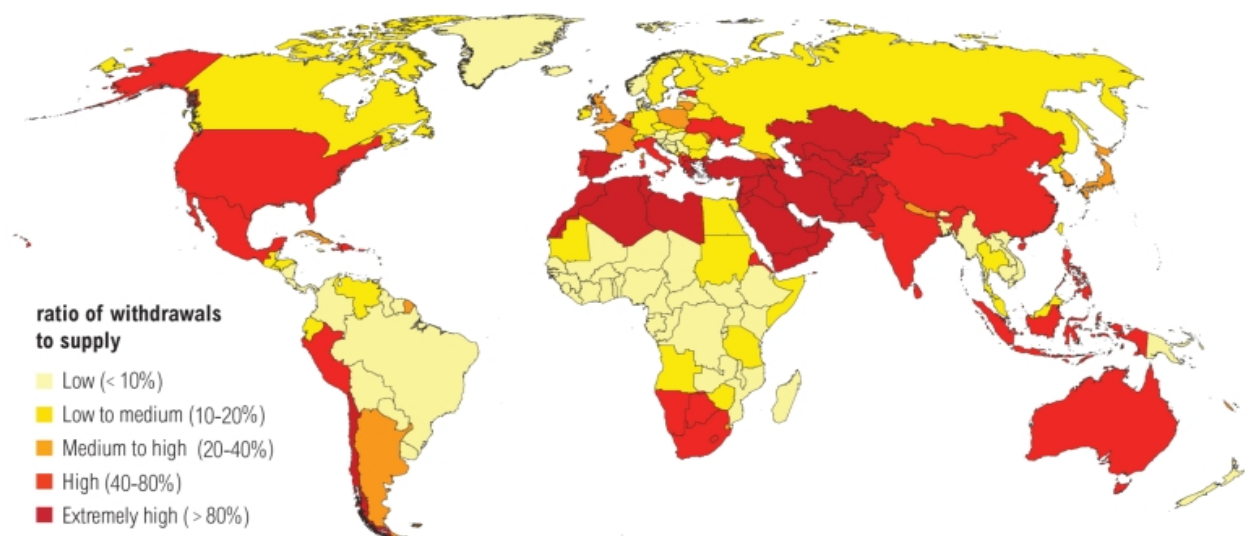 ratio of withdrawals
to supply
Low (< 10%)
Low to medium (10-20%)
Medium to high (20-40%)
High (40-80%)
Extremely high ( > 80%)